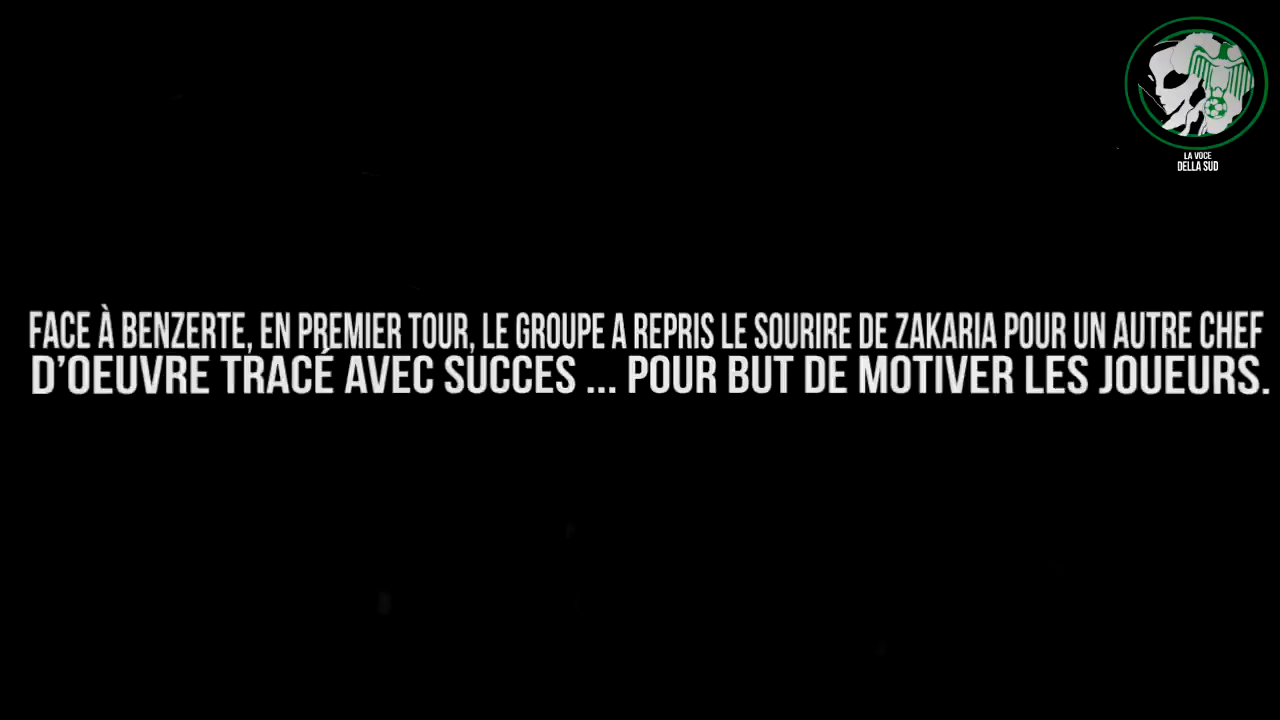 LA VOCE
DELLA SUD
FACE À BENZERTE, EN PREMIER TOUR, LE GROUPE A REPRIS LE SOURIRE DE ZAKARIA POUR UN AUTRE CHEF
D'OEUVRE TRACÉ AVEC SUCCES ... POUR BUT DE MOTIVER LES JOUEURS.